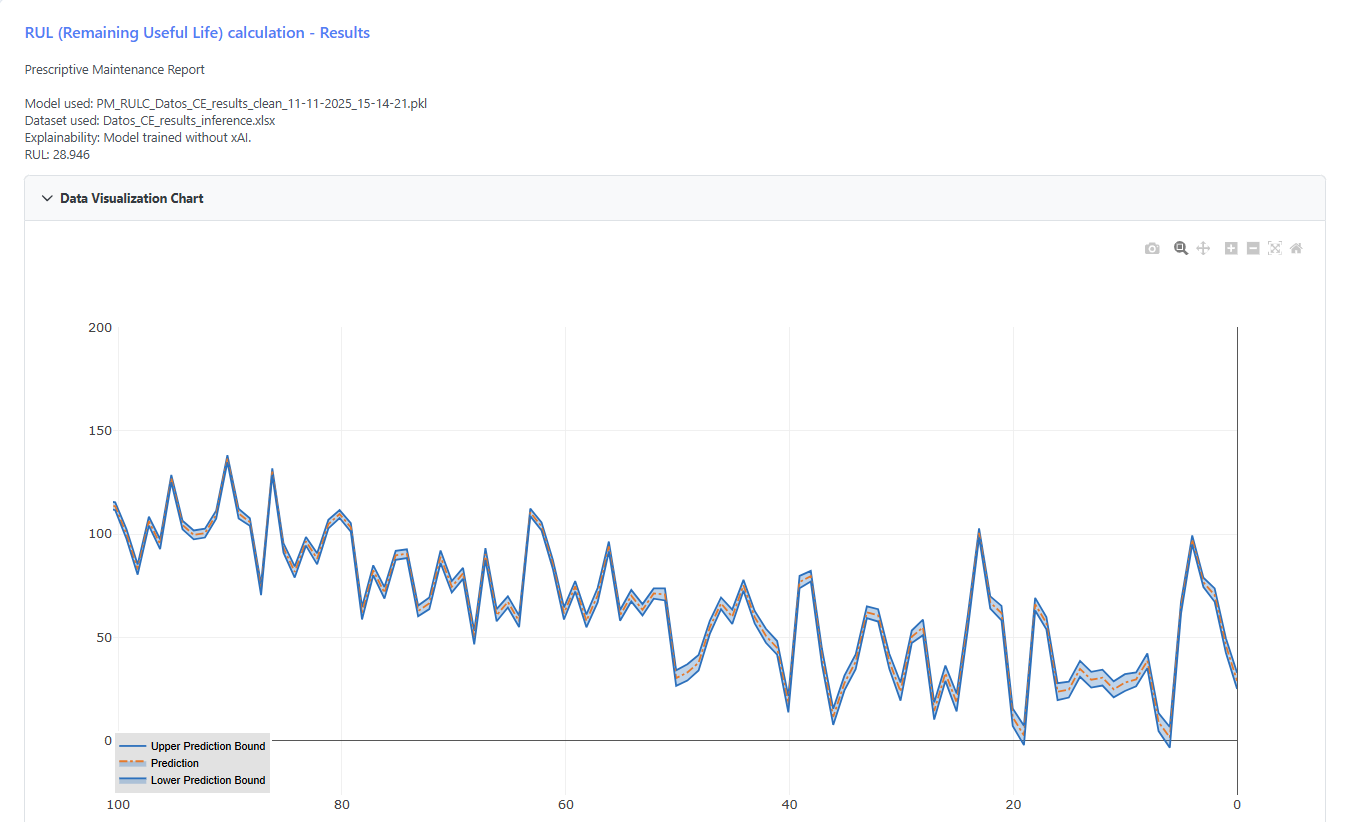 RUL (Remaining Useful Life) calculation - Results
Prescriptive Maintenance Report
Model used: PM_RULC_Datos_CE_results_clean_11-11-2025_15-14-21.pkl
Dataset used: Datos_CE_results_inference.xlsx
Explainability: Model trained without xAI.
RUL: 28.946
Data Visualization Chart
200
150
100
50
0
Upper Prediction Bound
Prediction
Lower Prediction Bound
100 80 60 40 20 0